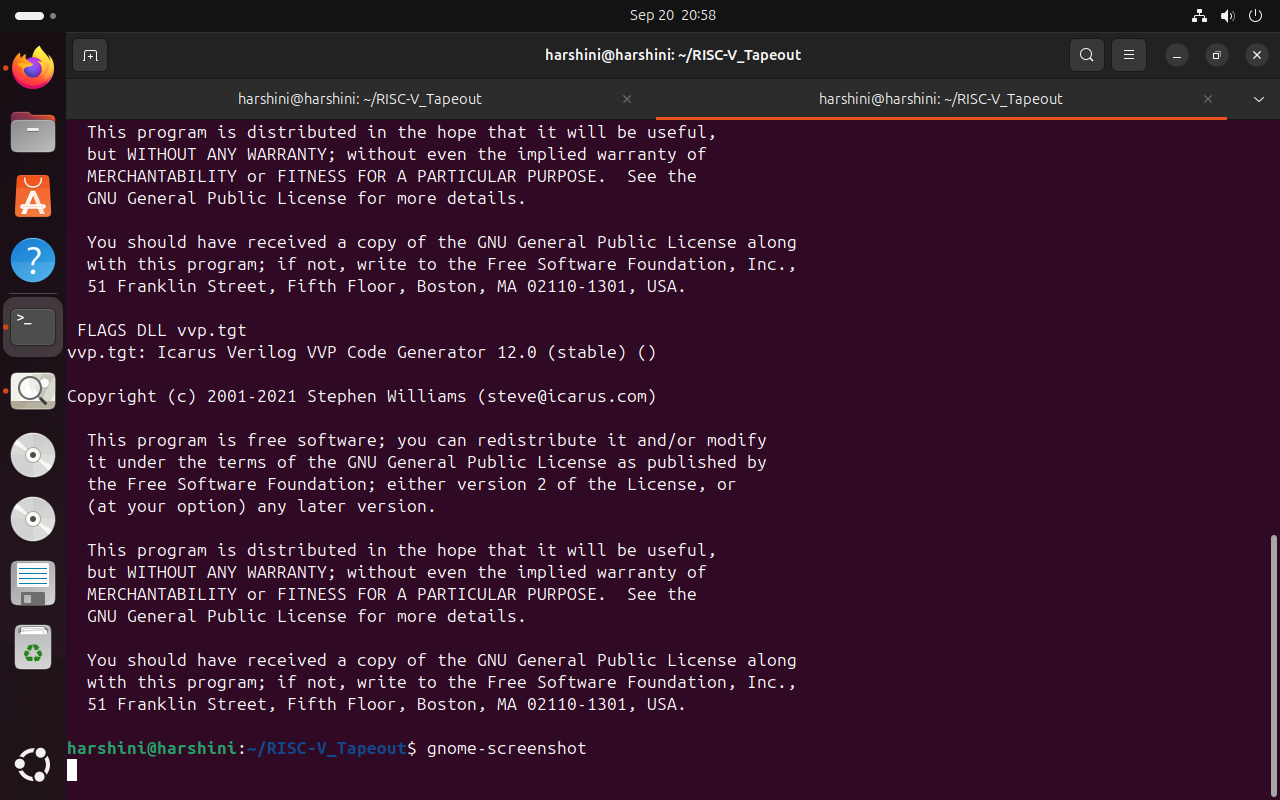 Sep 20 20:58
harshini@harshini: ~/RISC-V_Tapeout
harshini@harshini: ~/RISC-V_Tapeout
harshini@harshini: ~/RISC-V_Tapeout
This program is distributed in the hope that it will be useful,
but WITHOUT ANY WARRANTY; without even the implied warranty of
MERCHANTABILITY or FITNESS FOR A PARTICULAR PURPOSE.  See the
GNU General Public License for more details.
You should have received a copy of the GNU General Public License along
with this program; if not, write to the Free Software Foundation, Inc.,
51 Franklin Street, Fifth Floor, Boston, MA 02110-1301, USA.
FLAGS DLL vvp.tgt
vvp.tgt: Icarus Verilog VVP Code Generator 12.0 (stable) ()
Copyright (c) 2001-2021 Stephen Williams (steve@icarus.com)
This program is free software; you can redistribute it and/or modify
it under the terms of the GNU General Public License as published by
the Free Software Foundation; either version 2 of the License, or
(at your option) any later version.
This program is distributed in the hope that it will be useful,
but WITHOUT ANY WARRANTY; without even the implied warranty of
MERCHANTABILITY or FITNESS FOR A PARTICULAR PURPOSE.  See the
GNU General Public License for more details.
You should have received a copy of the GNU General Public License along
with this program; if not, write to the Free Software Foundation, Inc.,
51 Franklin Street, Fifth Floor, Boston, MA 02110-1301, USA.
harshini@harshini:~/RISC-V_Tapeout$ gnome-screenshot